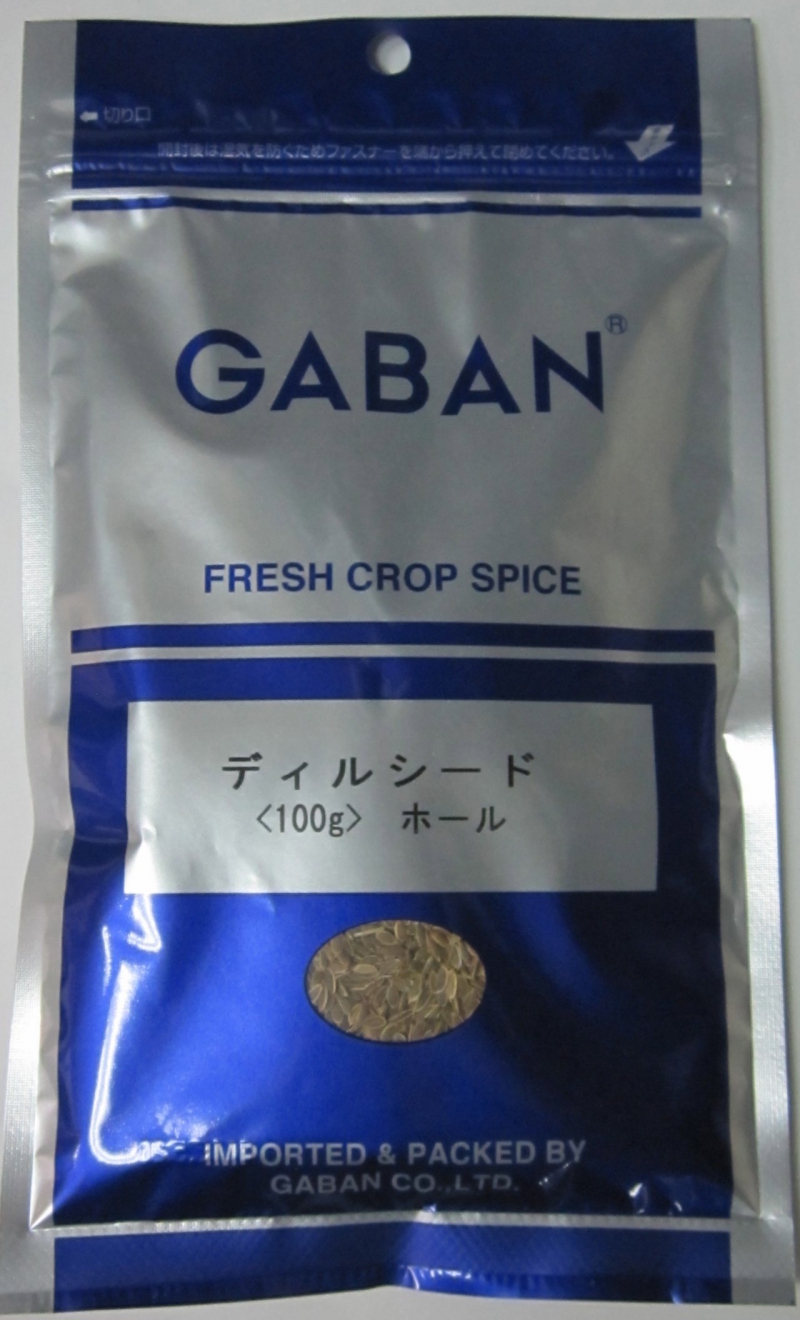 切り口
開封後は湿気を防ぐためファスナーを端から押えて閉めてください。
GABAN®
FRESH CROP SPICE
ディルシード
〈100g〉 ホール
IMPORTED & PACKED BY
GABAN CO.,LTD.